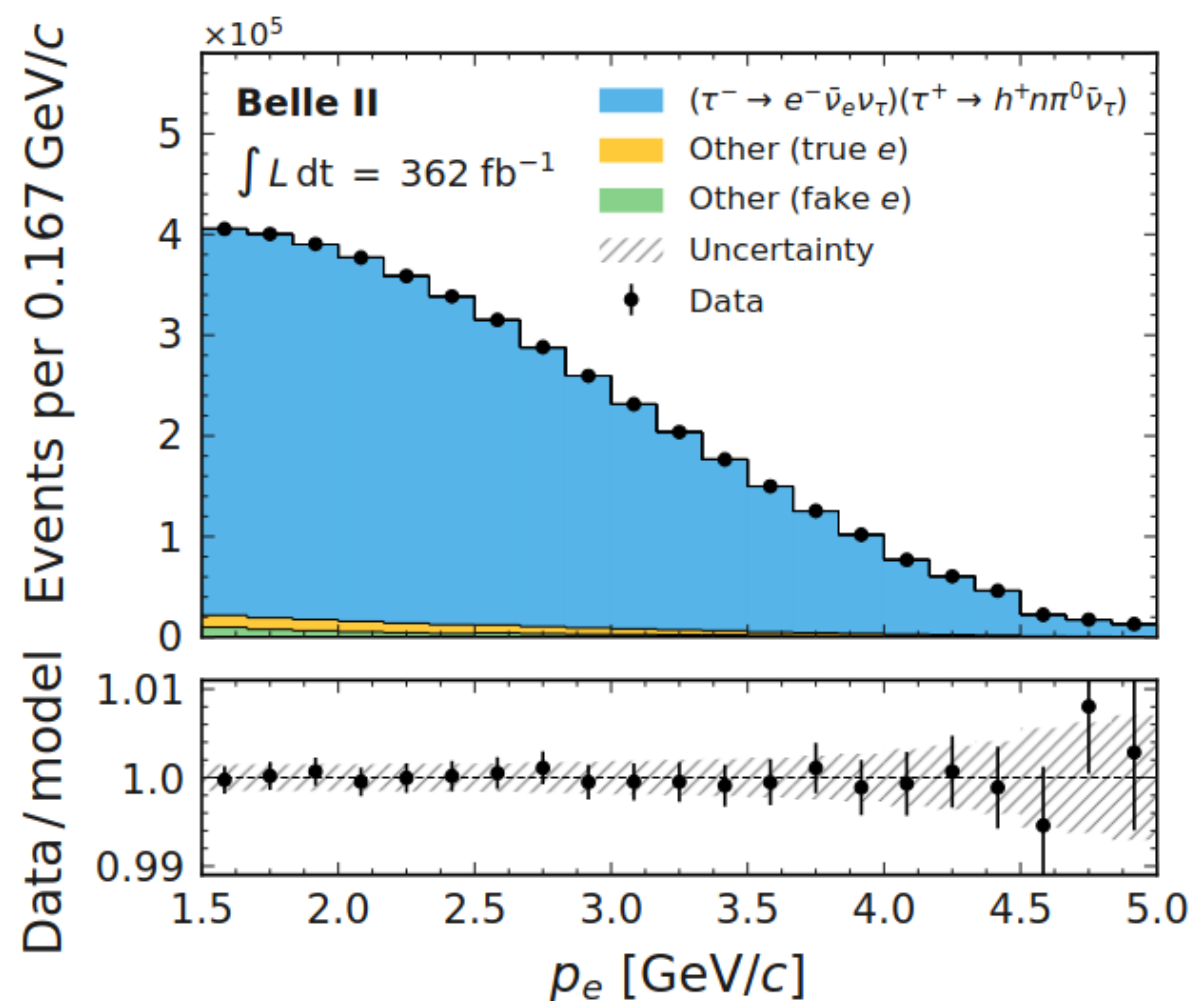 ×10⁵
Belle II
∫ L dt = 362 fb⁻¹
(τ⁻ → e⁻ν̄ₑν_τ)(τ⁺ → h⁺nπ⁰ν̄_τ)
Other (true e)
Other (fake e)
Uncertainty
Data
Events per 0.167 GeV/c
5
4
3
2
1
0
Data / model
1.01
1.0
0.99
1.5 2.0 2.5 3.0 3.5 4.0 4.5 5.0
pₑ [GeV/c]